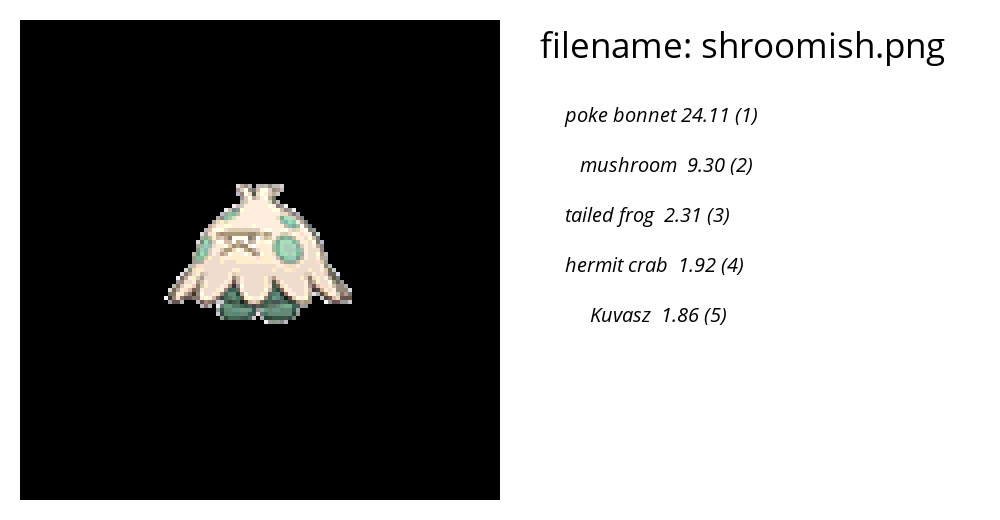 filename: shroomish.png
poke bonnet 24.11 (1)
mushroom 9.30 (2)
tailed frog 2.31 (3)
hermit crab 1.92 (4)
Kuvasz 1.86 (5)